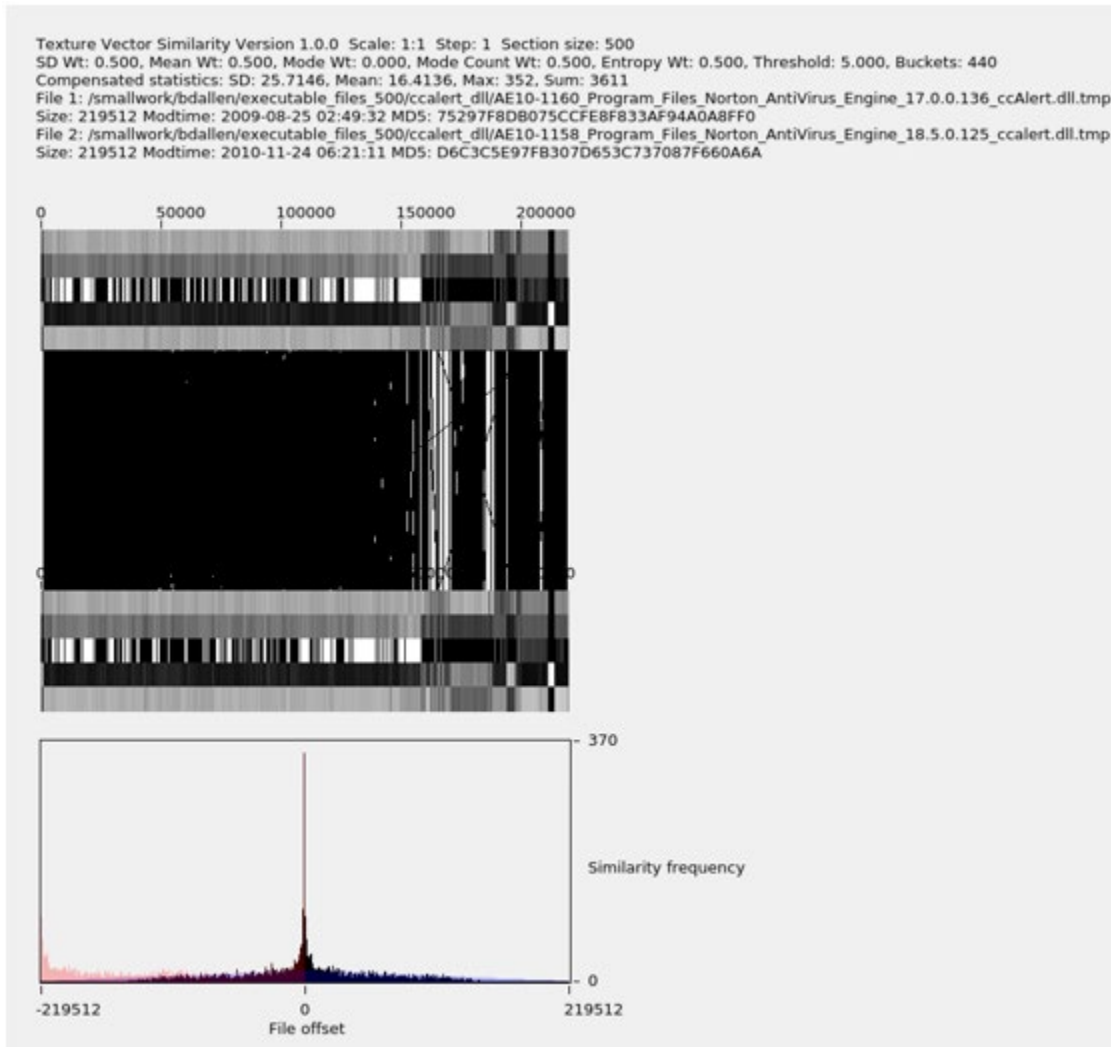 Texture Vector Similarity Version 1.0.0 Scale: 1:1 Step: 1 Section size: 500
SD Wt: 0.500, Mean Wt: 0.500, Mode Wt: 0.000, Mode Count Wt: 0.500, Entropy Wt: 0.500, Threshold: 5.000, Buckets: 440
Compensated statistics: SD: 25.7146, Mean: 16.4136, Max: 352, Sum: 3611
File 1: /smallwork/bdallen/executable_files_500/ccalert_dll/AE10-1160_Program_Files_Norton_AntiVirus_Engine_17.0.0.136_ccAlert.dll.tmp
Size: 219512 Modtime: 2009-08-25 02:49:32 MD5: 75297F8DB075CCFE8F833AF94A0A8FF0
File 2: /smallwork/bdallen/executable_files_500/ccalert_dll/AE10-1158_Program_Files_Norton_AntiVirus_Engine_18.5.0.125_ccalert.dll.tmp
Size: 219512 Modtime: 2010-11-24 06:21:11 MD5: D6C3C5E97FB307D653C737087F660A6A
0 50000 100000 150000 200000
370
Similarity frequency
0
-219512 0 219512
File offset